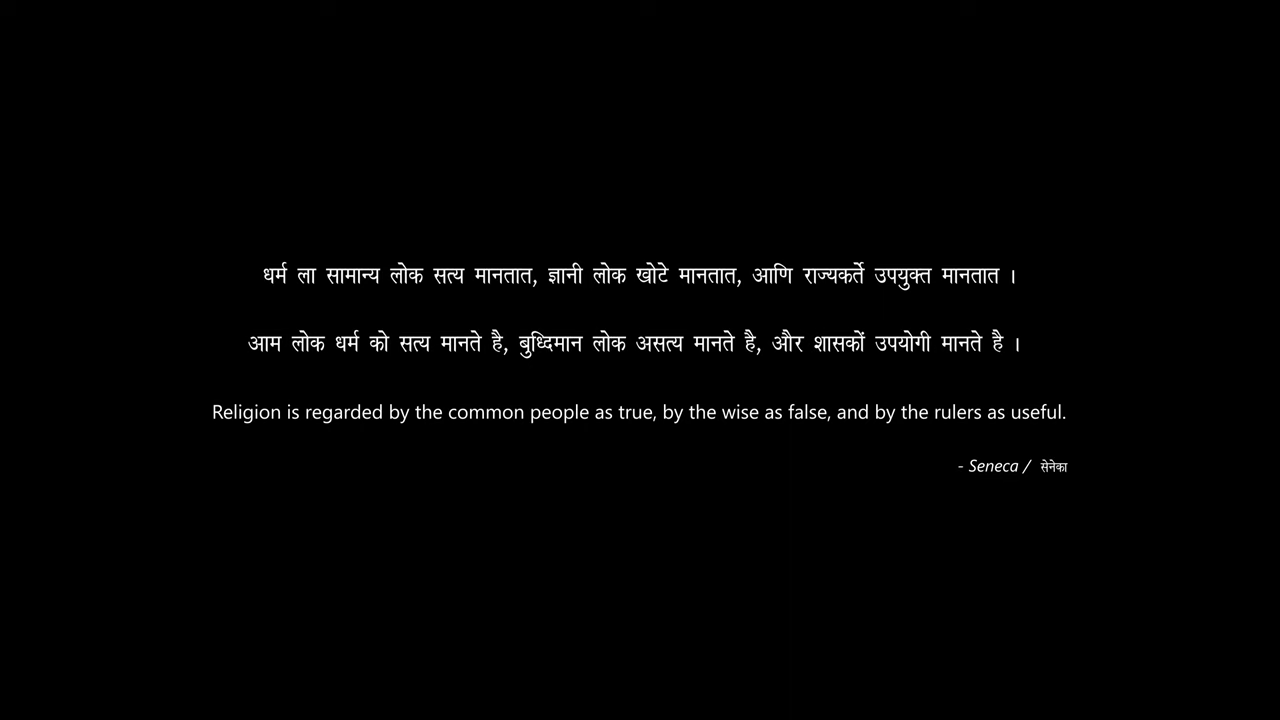 धर्म ला सामान्य लोक सत्य मानतात, ज्ञानी लोक खोटे मानतात, आणि राज्यकर्ते उपयुक्त मानतात ।
आम लोक धर्म को सत्य मानते है, बुध्दिमान लोक असत्य मानते है, और शासकों उपयोगी मानते है ।
Religion is regarded by the common people as true, by the wise as false, and by the rulers as useful.
- Seneca / सेनेका